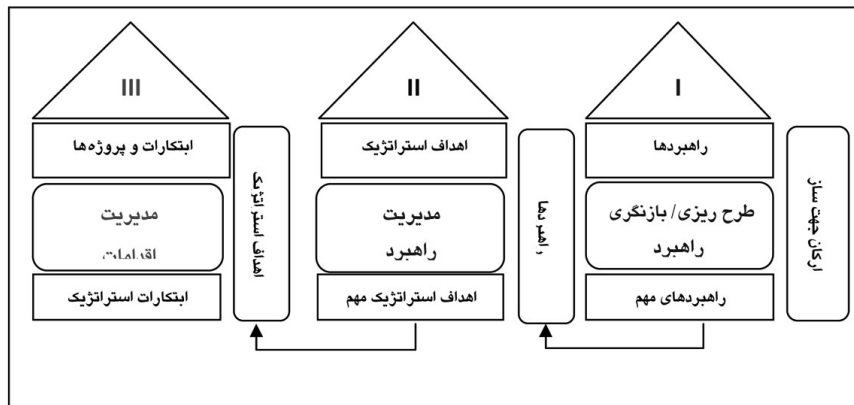 I
راهبردها
طرح ریزی/ بازنگری
راهبرد
راهبردهای مهم
ارکان جهت ساز
II
اهداف استراتژیک
مدیریت
راهبرد
اهداف استراتژیک مهم
راهبردها
III
ابتکارات و پروژه‌ها
مدیریت
اقدامات
ابتکارات استراتژیک
اهداف استراتژیک